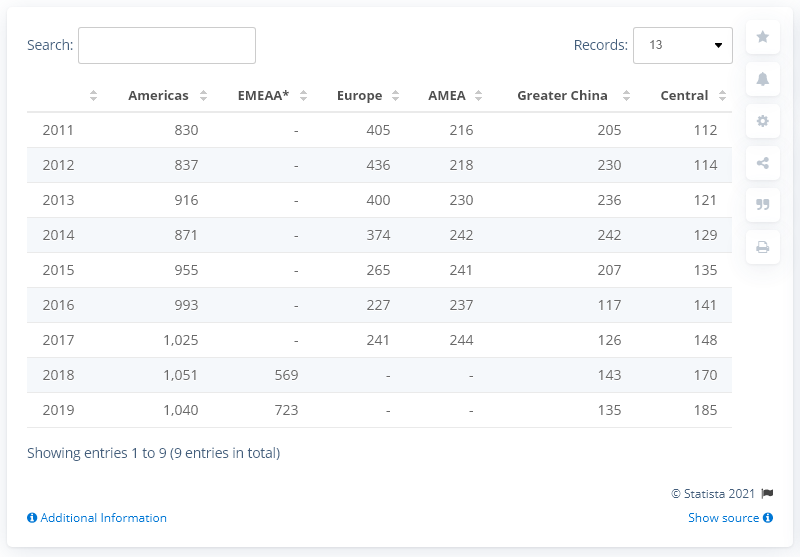 Search:
Records: 13
Americas EMEAA* Europe AMEA Greater China Central
2011 830 - 405 216 205 112
2012 837 - 436 218 230 114
2013 916 - 400 230 236 121
2014 871 - 374 242 242 129
2015 955 - 265 241 207 135
2016 993 - 227 237 117 141
2017 1,025 - 241 244 126 148
2018 1,051 569 - - 143 170
2019 1,040 723 - - 135 185
Showing entries 1 to 9 (9 entries in total)
© Statista 2021
Additional Information
Show source